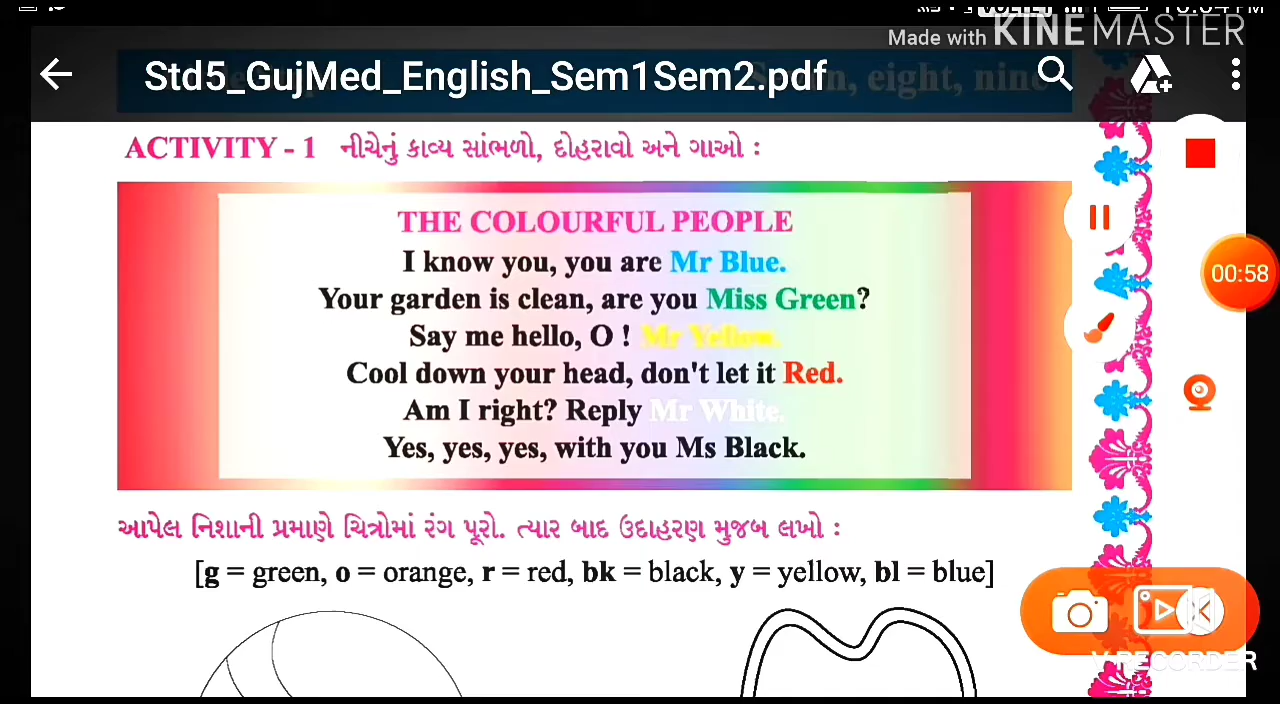 Made with KINEMASTER
Std5_GujMed_English_Sem1Sem2.pdf
eight, nine
ACTIVITY - 1 નીચેનું કાવ્ય સાંભળો, દોહરાવો અને ગાઓ :
THE COLOURFUL PEOPLE
I know you, you are Mr Blue.
Your garden is clean, are you Miss Green?
Say me hello, O ! Mr Yellow.
Cool down your head, don't let it Red.
Am I right? Reply Mr White.
Yes, yes, yes, with you Ms Black.
00:58
આપેલ નિશાની પ્રમાણે ચિત્રોમાં રંગ પૂરો. ત્યાર બાદ ઉદાહરણ મુજબ લખો :
[g = green, o = orange, r = red, bk = black, y = yellow, bl = blue]
V RECORDER